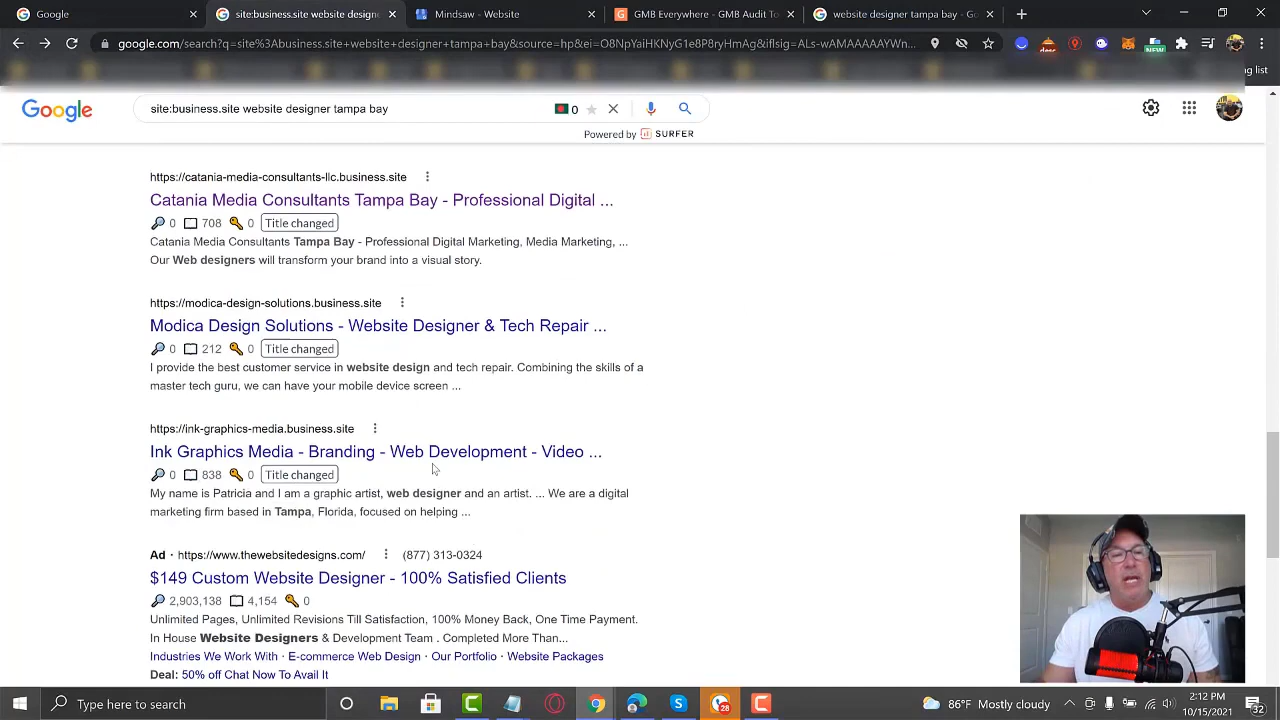 Google
site:business.site website designe
Mindsaw - Website
GMB Everywhere - GMB Audit To
website designer tampa bay - Go
google.com/search?q=site%3Abusiness.site+website+designer+tampa+bay&source=hp&ei=O8NpYaiHKNyG1e8P8ryHmAg&iflsig=ALs-wAMAAAAAYWn...
desc
NEW
ng list
Google
site:business.site website designer tampa bay
0
Powered by SURFER
https://catania-media-consultants-llc.business.site
Catania Media Consultants Tampa Bay - Professional Digital ...
0 708 0 Title changed
Catania Media Consultants Tampa Bay - Professional Digital Marketing, Media Marketing, ...
Our Web designers will transform your brand into a visual story.
https://modica-design-solutions.business.site
Modica Design Solutions - Website Designer & Tech Repair ...
0 212 0 Title changed
I provide the best customer service in website design and tech repair. Combining the skills of a
master tech guru, we can have your mobile device screen ...
https://ink-graphics-media.business.site
Ink Graphics Media - Branding - Web Development - Video ...
0 838 0 Title changed
My name is Patricia and I am a graphic artist, web designer and an artist. ... We are a digital
marketing firm based in Tampa, Florida, focused on helping ...
Ad · https://www.thewebsitedesigns.com/ (877) 313-0324
$149 Custom Website Designer - 100% Satisfied Clients
2,903,138 4,154 0
Unlimited Pages, Unlimited Revisions Till Satisfaction, 100% Money Back, One Time Payment.
In House Website Designers & Development Team . Completed More Than...
Industries We Work With · E-commerce Web Design · Our Portfolio · Website Packages
Deal: 50% off Chat Now To Avail It
Type here to search
28
86°F Mostly cloudy
2:12 PM
10/15/2021
32